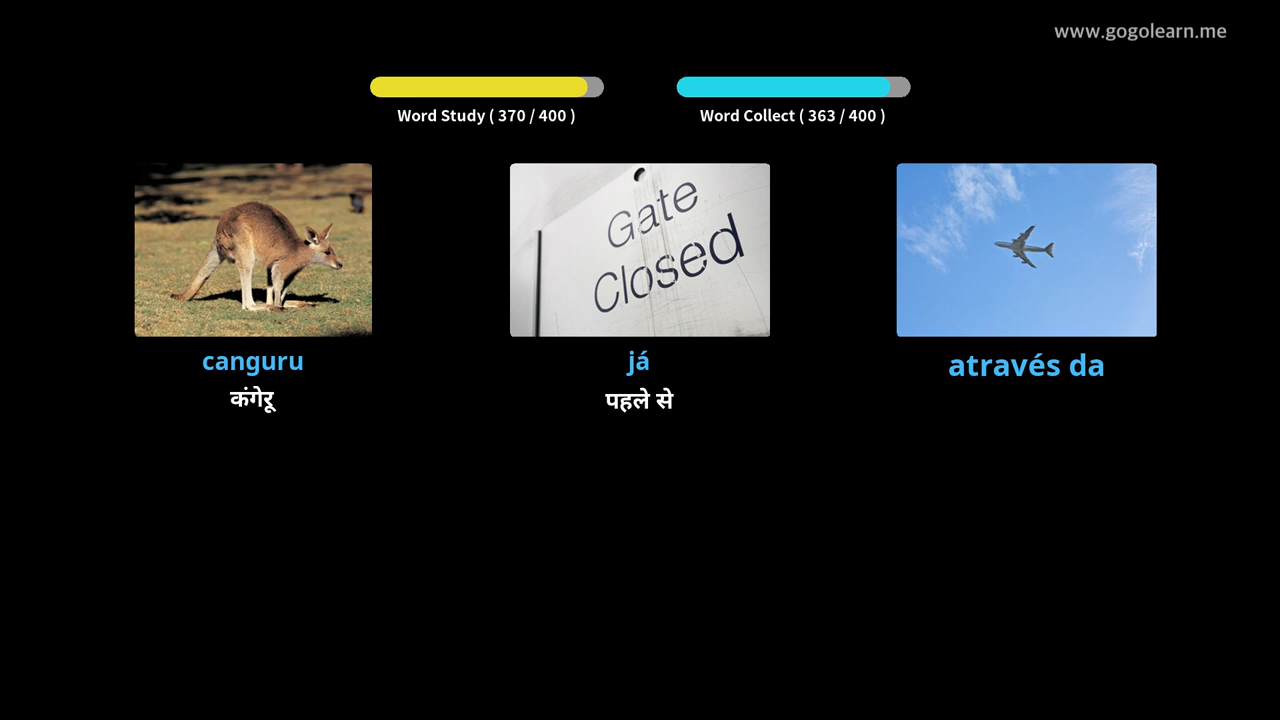 www.gogolearn.me
Word Study ( 370 / 400 )
Word Collect ( 363 / 400 )
Gate
Closed
canguru
कंगेरू
já
पहले से
através da